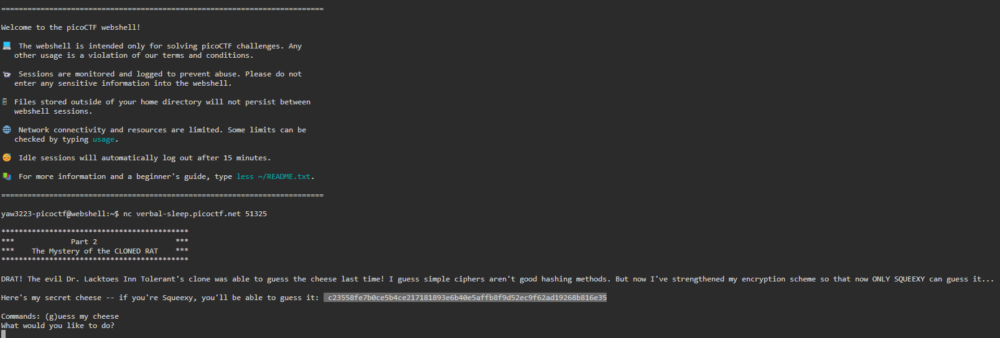 ==========================================================================
Welcome to the picoCTF webshell!
The webshell is intended only for solving picoCTF challenges. Any
other usage is a violation of our terms and conditions.
Sessions are monitored and logged to prevent abuse. Please do not
enter any sensitive information into the webshell.
Files stored outside of your home directory will not persist between
webshell sessions.
Network connectivity and resources are limited. Some limits can be
checked by typing usage.
Idle sessions will automatically log out after 15 minutes.
For more information and a beginner's guide, type less ~/README.txt.
==========================================================================
yaw3223-picoctf@webshell:~$ nc verbal-sleep.picoctf.net 51325
*******************************************
***             Part 2                  ***
***    The Mystery of the CLONED RAT    ***
*******************************************
DRAT! The evil Dr. Lacktoes Inn Tolerant's clone was able to guess the cheese last time! I guess simple ciphers aren't good hashing methods. But now I've strengthened my encryption scheme so that now ONLY SQUEEXY can guess it...
Here's my secret cheese -- if you're Squeexy, you'll be able to guess it:  c23558fe7b0ce5b4ce217181893e6b40e5affb8f9d52ec9f62ad19268b816e35
Commands: (g)uess my cheese
What would you like to do?